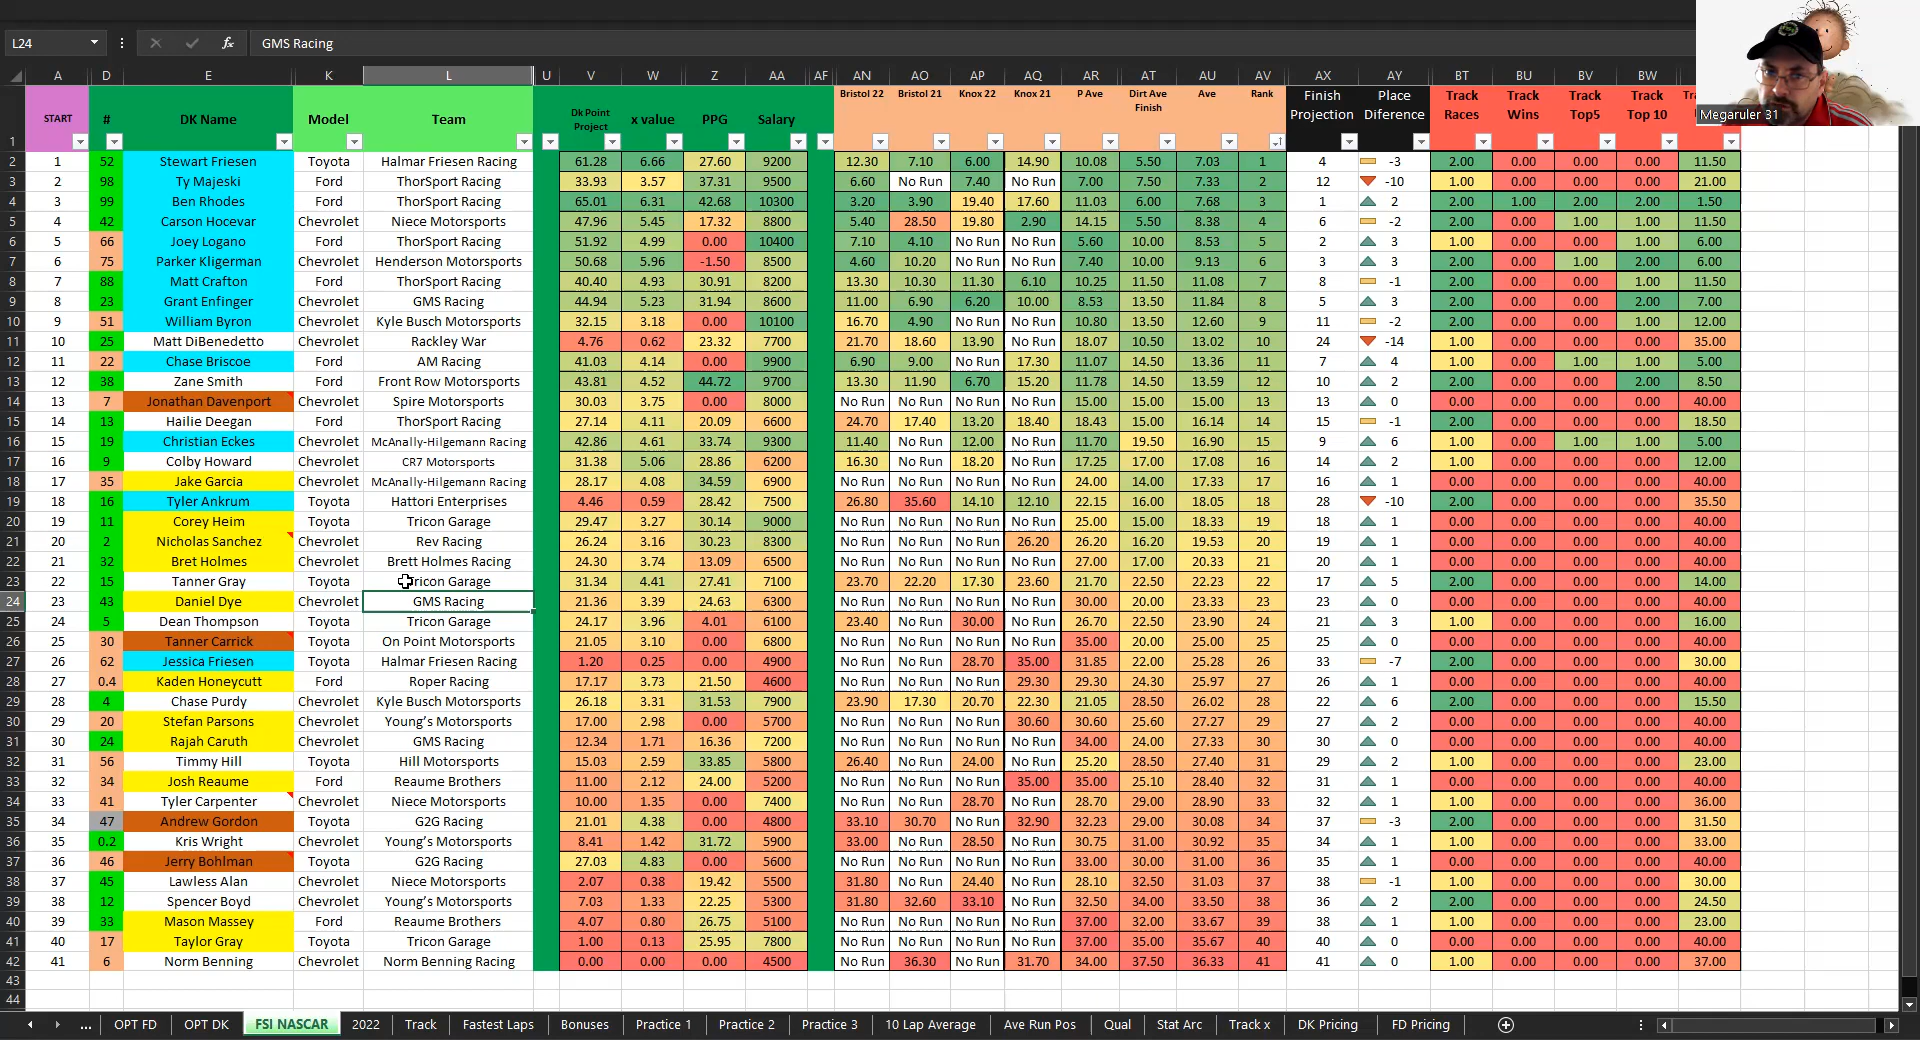 L24 fx GMS Racing
A D E K L U V W Z AA AF AN AO AP AQ AR AT AU AV AX AY BT BU BV BW
START # DK Name Model Team Dk Point Project x value PPG Salary Bristol 22 Bristol 21 Knox 22 Knox 21 P Ave Dirt Ave Finish Ave Rank Finish Projection Place Diference Track Races Track Wins Track Top5 Track Top 10
Megaruler 31
1
2 1 52 Stewart Friesen Toyota Halmar Friesen Racing 61.28 6.66 27.60 9200 12.30 7.10 6.00 14.90 10.08 5.50 7.03 1 4 -3 2.00 0.00 0.00 0.00 11.50
3 2 98 Ty Majeski Ford ThorSport Racing 33.93 3.57 37.31 9500 6.60 No Run 7.40 No Run 7.00 7.50 7.33 2 12 -10 1.00 0.00 0.00 0.00 21.00
4 3 99 Ben Rhodes Ford ThorSport Racing 65.01 6.31 42.68 10300 3.20 3.90 19.40 17.60 11.03 6.00 7.68 3 1 2 2.00 1.00 2.00 2.00 1.50
5 4 42 Carson Hocevar Chevrolet Niece Motorsports 47.96 5.45 17.32 8800 5.40 28.50 19.80 2.90 14.15 5.50 8.38 4 6 -2 2.00 0.00 1.00 1.00 11.50
6 5 66 Joey Logano Ford ThorSport Racing 51.92 4.99 0.00 10400 7.10 4.10 No Run No Run 5.60 10.00 8.53 5 2 3 1.00 0.00 0.00 1.00 6.00
7 6 75 Parker Kligerman Chevrolet Henderson Motorsports 50.68 5.96 -1.50 8500 4.60 10.20 No Run No Run 7.40 10.00 9.13 6 3 3 2.00 0.00 1.00 2.00 6.00
8 7 88 Matt Crafton Ford ThorSport Racing 40.40 4.93 30.91 8200 13.30 10.30 11.30 6.10 10.25 11.50 11.08 7 8 -1 2.00 0.00 0.00 1.00 11.50
9 8 23 Grant Enfinger Chevrolet GMS Racing 44.94 5.23 31.94 8600 11.00 6.90 6.20 10.00 8.53 13.50 11.84 8 5 3 2.00 0.00 0.00 2.00 7.00
10 9 51 William Byron Chevrolet Kyle Busch Motorsports 32.15 3.18 0.00 10100 16.70 4.90 No Run No Run 10.80 13.50 12.60 9 11 -2 2.00 0.00 0.00 1.00 12.00
11 10 25 Matt DiBenedetto Chevrolet Rackley War 4.76 0.62 23.32 7700 21.70 18.60 13.90 No Run 18.07 10.50 13.02 10 24 -14 1.00 0.00 0.00 0.00 35.00
12 11 22 Chase Briscoe Ford AM Racing 41.03 4.14 0.00 9900 6.90 9.00 No Run 17.30 11.07 14.50 13.36 11 7 4 1.00 0.00 1.00 1.00 5.00
13 12 38 Zane Smith Ford Front Row Motorsports 43.81 4.52 44.72 9700 13.30 11.90 6.70 15.20 11.78 14.50 13.59 12 10 2 2.00 0.00 0.00 2.00 8.50
14 13 7 Jonathan Davenport Chevrolet Spire Motorsports 30.03 3.75 0.00 8000 No Run No Run No Run No Run 15.00 15.00 15.00 13 13 0 0.00 0.00 0.00 0.00 40.00
15 14 13 Hailie Deegan Ford ThorSport Racing 27.14 4.11 20.09 6600 24.70 17.40 13.20 18.40 18.43 15.00 16.14 14 15 -1 2.00 0.00 0.00 0.00 18.50
16 15 19 Christian Eckes Chevrolet McAnally-Hilgemann Racing 42.86 4.61 33.74 9300 11.40 No Run 12.00 No Run 11.70 19.50 16.90 15 9 6 1.00 0.00 1.00 1.00 5.00
17 16 9 Colby Howard Chevrolet CR7 Motorsports 31.38 5.06 28.86 6200 16.30 No Run 18.20 No Run 17.25 17.00 17.08 16 14 2 1.00 0.00 0.00 0.00 12.00
18 17 35 Jake Garcia Chevrolet McAnally-Hilgemann Racing 28.17 4.08 34.59 6900 No Run No Run No Run No Run 24.00 14.00 17.33 17 16 1 0.00 0.00 0.00 0.00 40.00
19 18 16 Tyler Ankrum Toyota Hattori Enterprises 4.46 0.59 28.42 7500 26.80 35.60 14.10 12.10 22.15 16.00 18.05 18 28 -10 2.00 0.00 0.00 0.00 35.50
20 19 11 Corey Heim Toyota Tricon Garage 29.47 3.27 30.14 9000 No Run No Run No Run No Run 25.00 15.00 18.33 19 18 1 0.00 0.00 0.00 0.00 40.00
21 20 2 Nicholas Sanchez Chevrolet Rev Racing 26.24 3.16 30.23 8300 No Run No Run No Run 26.20 26.20 16.20 19.53 20 19 1 0.00 0.00 0.00 0.00 40.00
22 21 32 Bret Holmes Chevrolet Brett Holmes Racing 24.30 3.74 13.09 6500 No Run No Run No Run No Run 27.00 17.00 20.33 21 20 1 0.00 0.00 0.00 0.00 40.00
23 22 15 Tanner Gray Toyota Tricon Garage 31.34 4.41 27.41 7100 23.70 22.20 17.30 23.60 21.70 22.50 22.23 22 17 5 2.00 0.00 0.00 0.00 14.00
24 23 43 Daniel Dye Chevrolet GMS Racing 21.36 3.39 24.63 6300 No Run No Run No Run No Run 30.00 20.00 23.33 23 23 0 0.00 0.00 0.00 0.00 40.00
25 24 5 Dean Thompson Toyota Tricon Garage 24.17 3.96 4.01 6100 23.40 No Run 30.00 No Run 26.70 22.50 23.90 24 21 3 1.00 0.00 0.00 0.00 16.00
26 25 30 Tanner Carrick Toyota On Point Motorsports 21.05 3.10 0.00 6800 No Run No Run No Run No Run 35.00 20.00 25.00 25 25 0 0.00 0.00 0.00 0.00 40.00
27 26 62 Jessica Friesen Toyota Halmar Friesen Racing 1.20 0.25 0.00 4900 No Run No Run 28.70 35.00 31.85 22.00 25.28 26 33 -7 2.00 0.00 0.00 0.00 30.00
28 27 0.4 Kaden Honeycutt Ford Roper Racing 17.17 3.73 21.50 4600 No Run No Run No Run 29.30 29.30 24.30 25.97 27 26 1 0.00 0.00 0.00 0.00 40.00
29 28 4 Chase Purdy Chevrolet Kyle Busch Motorsports 26.18 3.31 31.53 7900 23.90 17.30 20.70 22.30 21.05 28.50 26.02 28 22 6 2.00 0.00 0.00 0.00 15.50
30 29 20 Stefan Parsons Chevrolet Young's Motorsports 17.00 2.98 0.00 5700 No Run No Run No Run 30.60 30.60 25.60 27.27 29 27 2 0.00 0.00 0.00 0.00 40.00
31 30 24 Rajah Caruth Chevrolet GMS Racing 12.34 1.71 16.36 7200 No Run No Run No Run No Run 34.00 24.00 27.33 30 30 0 0.00 0.00 0.00 0.00 40.00
32 31 56 Timmy Hill Toyota Hill Motorsports 15.03 2.59 33.85 5800 26.40 No Run 24.00 No Run 25.20 28.50 27.40 31 29 2 1.00 0.00 0.00 0.00 23.00
33 32 34 Josh Reaume Ford Reaume Brothers 11.00 2.12 24.00 5200 No Run No Run No Run 35.00 35.00 25.10 28.40 32 31 1 0.00 0.00 0.00 0.00 40.00
34 33 41 Tyler Carpenter Chevrolet Niece Motorsports 10.00 1.35 0.00 7400 No Run No Run 28.70 No Run 28.70 29.00 28.90 33 32 1 1.00 0.00 0.00 0.00 36.00
35 34 47 Andrew Gordon Toyota G2G Racing 21.01 4.38 0.00 4800 33.10 30.70 No Run 32.90 32.23 29.00 30.08 34 37 -3 2.00 0.00 0.00 0.00 31.50
36 35 0.2 Kris Wright Chevrolet Young's Motorsports 8.41 1.42 31.72 5900 33.00 No Run 28.50 No Run 30.75 31.00 30.92 35 34 1 1.00 0.00 0.00 0.00 33.00
37 36 46 Jerry Bohlman Toyota G2G Racing 27.03 4.83 0.00 5600 No Run No Run No Run No Run 33.00 30.00 31.00 36 35 1 0.00 0.00 0.00 0.00 40.00
38 37 45 Lawless Alan Chevrolet Niece Motorsports 2.07 0.38 19.42 5500 31.80 No Run 24.40 No Run 28.10 32.50 31.03 37 38 -1 1.00 0.00 0.00 0.00 30.00
39 38 12 Spencer Boyd Chevrolet Young's Motorsports 7.03 1.33 22.25 5300 31.80 32.60 33.10 No Run 32.50 34.00 33.50 38 36 2 2.00 0.00 0.00 0.00 24.50
40 39 33 Mason Massey Ford Reaume Brothers 4.07 0.80 26.75 5100 No Run No Run No Run No Run 37.00 32.00 33.67 39 38 1 1.00 0.00 0.00 0.00 23.00
41 40 17 Taylor Gray Toyota Tricon Garage 1.00 0.13 25.95 7800 No Run No Run No Run No Run 37.00 35.00 35.67 40 40 0 0.00 0.00 0.00 0.00 40.00
42 41 6 Norm Benning Chevrolet Norm Benning Racing 0.00 0.00 0.00 4500 No Run 36.30 No Run 31.70 34.00 37.50 36.33 41 41 0 1.00 0.00 0.00 0.00 37.00
43
44
... OPT FD OPT DK FSI NASCAR 2022 Track Fastest Laps Bonuses Practice 1 Practice 2 Practice 3 10 Lap Average Ave Run Pos Qual Stat Arc Track x DK Pricing FD Pricing